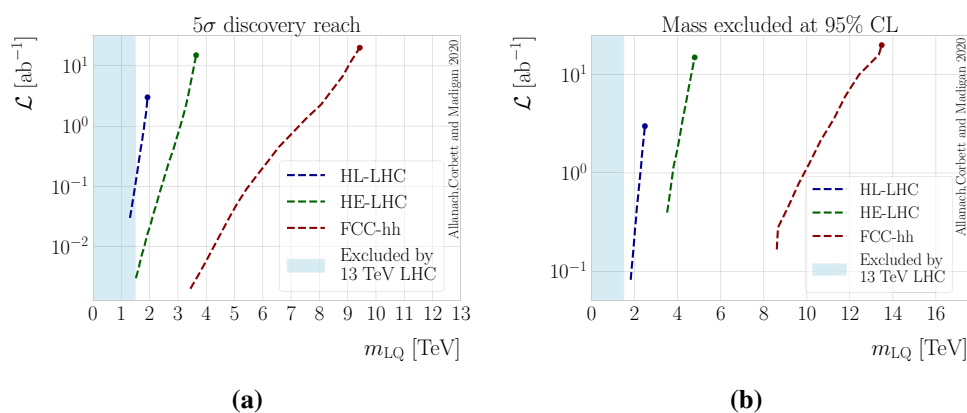 5σ discovery reach
10¹
10⁰
10⁻¹
10⁻²
ℒ [ab⁻¹]
0 1 2 3 4 5 6 7 8 9 10 11 12 13
m_LQ [TeV]
HL-LHC
HE-LHC
FCC-hh
Excluded by
13 TeV LHC
Allanach,Corbett and Madigan 2020
(a)
Mass excluded at 95% CL
10¹
10⁰
10⁻¹
ℒ [ab⁻¹]
0 2 4 6 8 10 12 14 16
m_LQ [TeV]
HL-LHC
HE-LHC
FCC-hh
Excluded by
13 TeV LHC
Allanach,Corbett and Madigan 2020
(b)